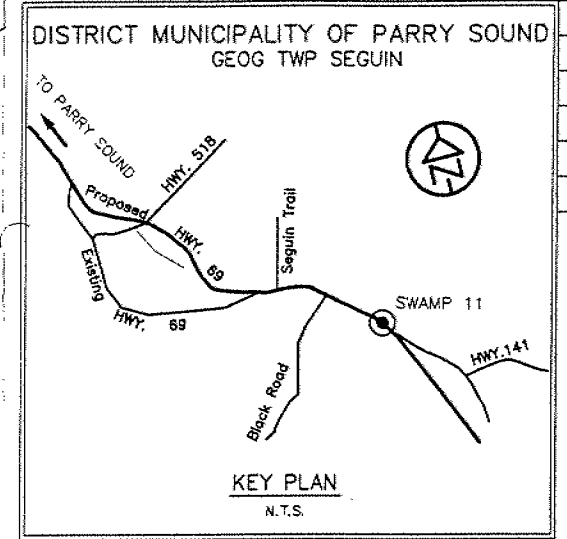 DISTRICT MUNICIPALITY OF PARRY SOUND
GEOG TWP SEGUIN
TO PARRY SOUND
HWY. 518
N
Proposed
HWY. 69
Seguin Trail
Existing
HWY. 69
SWAMP 11
HWY.141
Black Road
KEY PLAN
N.T.S.